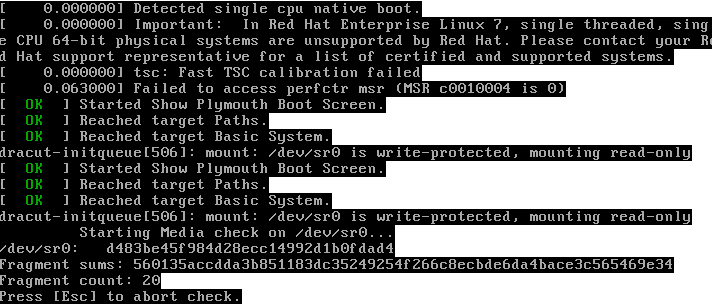 [    0.000000] Detected single cpu native boot.
[    0.000000] Important:  In Red Hat Enterprise Linux 7, single threaded, sing
e CPU 64-bit physical systems are unsupported by Red Hat. Please contact your Re
d Hat support representative for a list of certified and supported systems.
[    0.000000] tsc: Fast TSC calibration failed
[    0.063000] Failed to access perfctr msr (MSR c0010004 is 0)
[  OK  ] Started Show Plymouth Boot Screen.
[  OK  ] Reached target Paths.
[  OK  ] Reached target Basic System.
dracut-initqueue[506]: mount: /dev/sr0 is write-protected, mounting read-only
[  OK  ] Started Show Plymouth Boot Screen.
[  OK  ] Reached target Paths.
[  OK  ] Reached target Basic System.
dracut-initqueue[506]: mount: /dev/sr0 is write-protected, mounting read-only
         Starting Media check on /dev/sr0...
/dev/sr0:   d483be45f984d28ecc14992d1b0fdad4
Fragment sums: 560135accdda3b851183dc35249254f266c8ecbde6da4bace3c565469e34
Fragment count: 20
Press [Esc] to abort check.